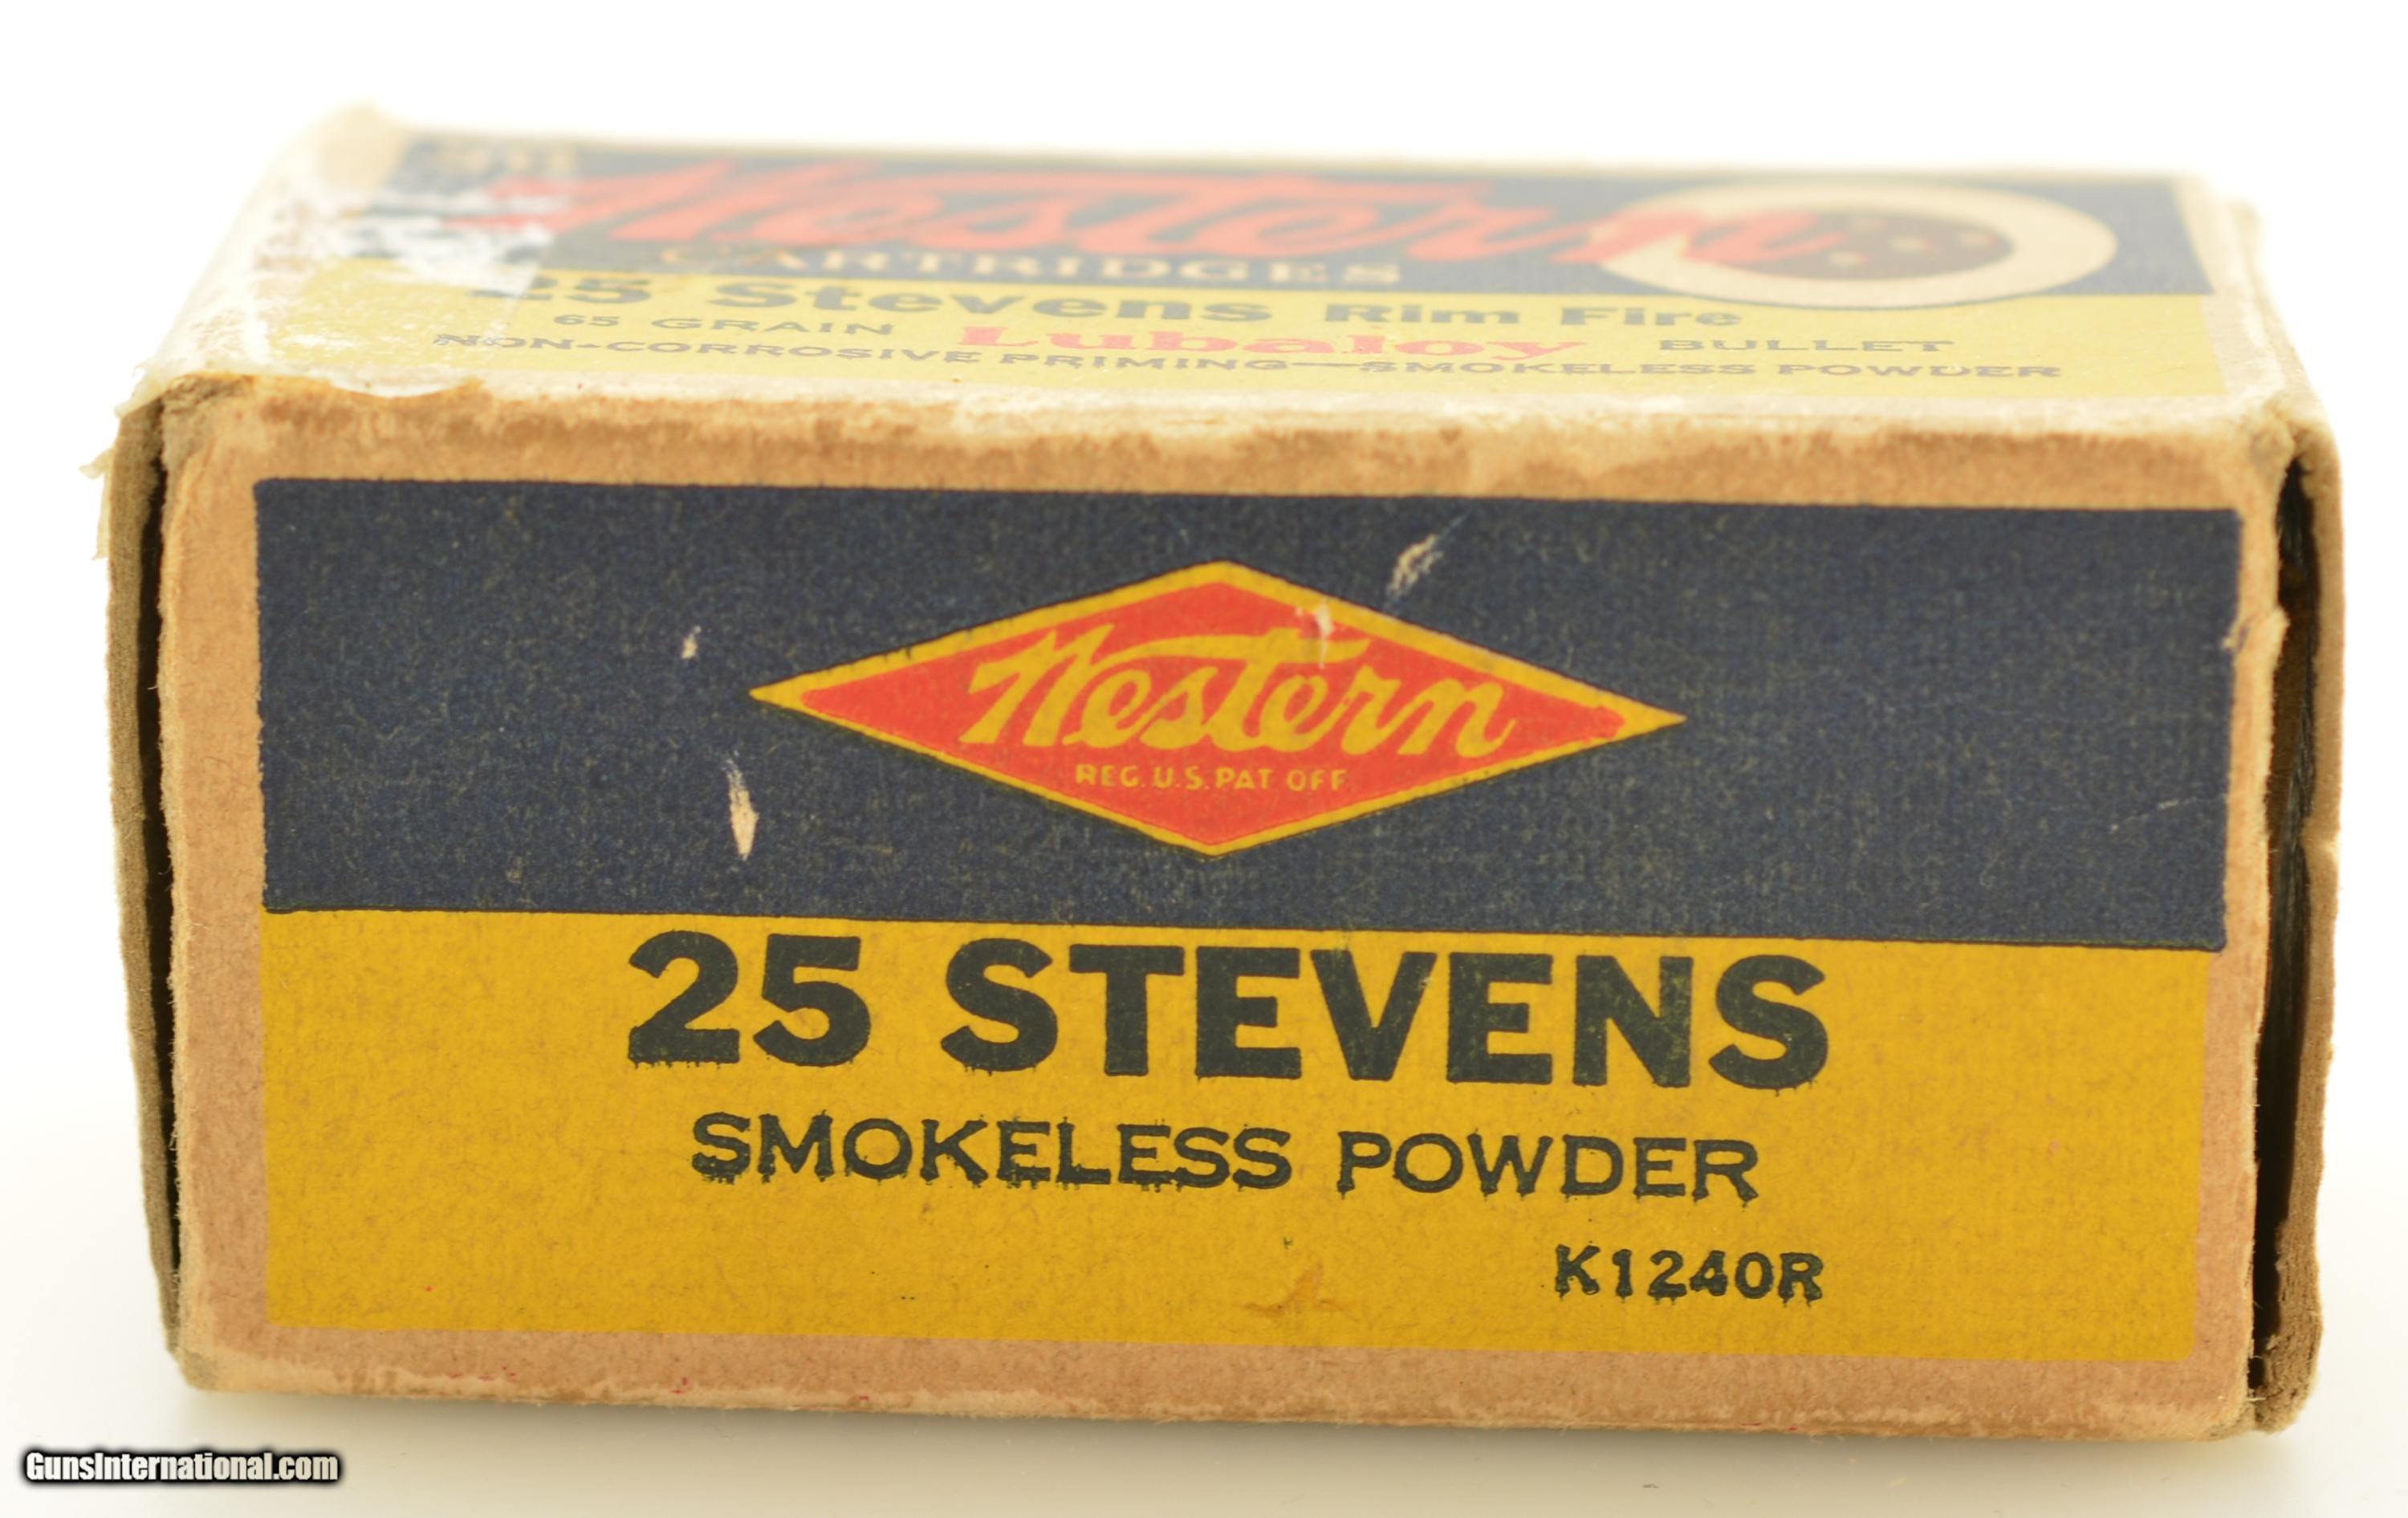 Western
CARTRIDGES
25 Stevens Rim Fire
65 GRAIN Lubaloy BULLET
NON-CORROSIVE PRIMING—SMOKELESS POWDER
Western
REG. U.S. PAT OFF
25 STEVENS
SMOKELESS POWDER
K1240R
GunsInternational.com